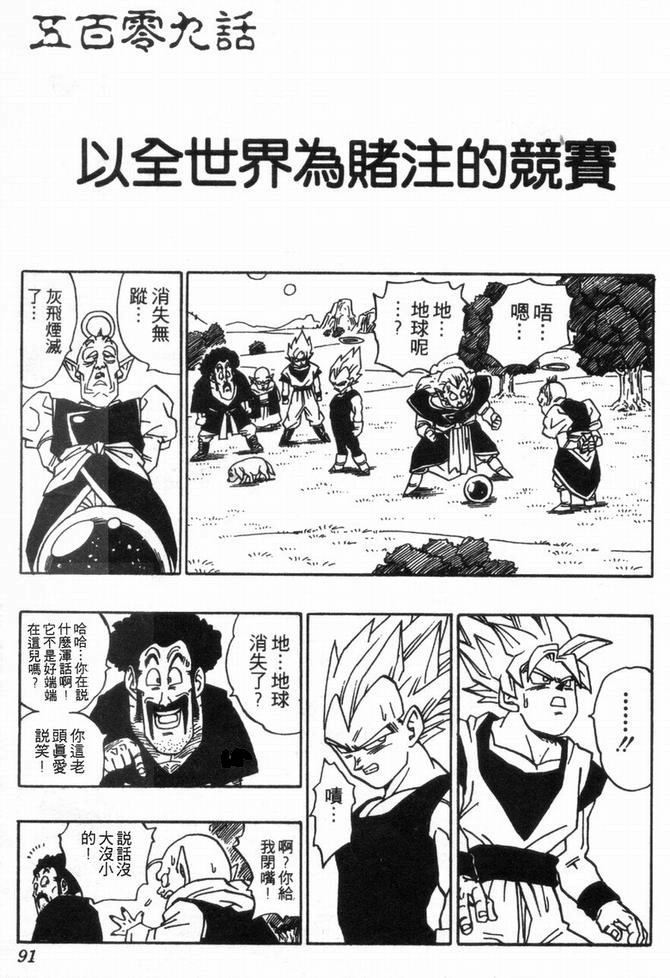 五百零九話
以全世界為賭注的競賽
唔…
嗯…
地…
地球呢
…?
消失無
蹤…
灰飛煙滅
了…
……!!
嘖…
地…地球
消失了?
哈哈…你在說
什麼渾話啊!
它不是好端端
在這兒嗎?
你這老
頭真愛
說笑!
啊?你給
我閉嘴!
說話沒
大沒小
的!
91